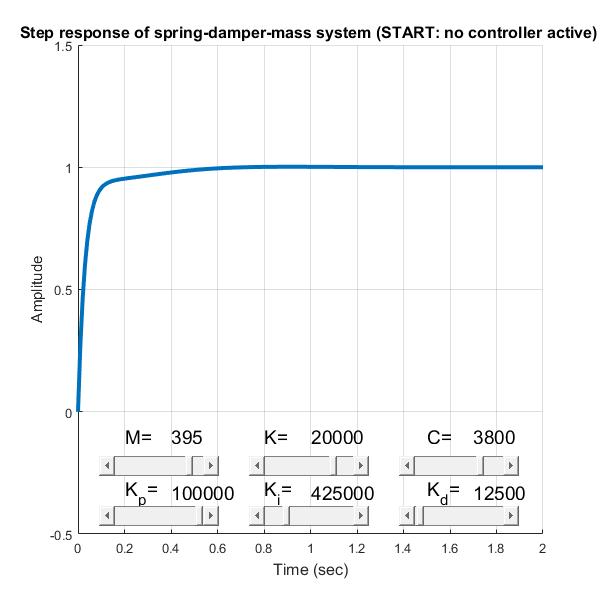 Step response of spring-damper-mass system (START: no controller active)
1.5
1
0.5
0
-0.5
Amplitude
M= 395 K= 20000 C= 3800
Kp= 100000 Ki= 425000 Kd= 12500
0 0.2 0.4 0.6 0.8 1 1.2 1.4 1.6 1.8 2
Time (sec)